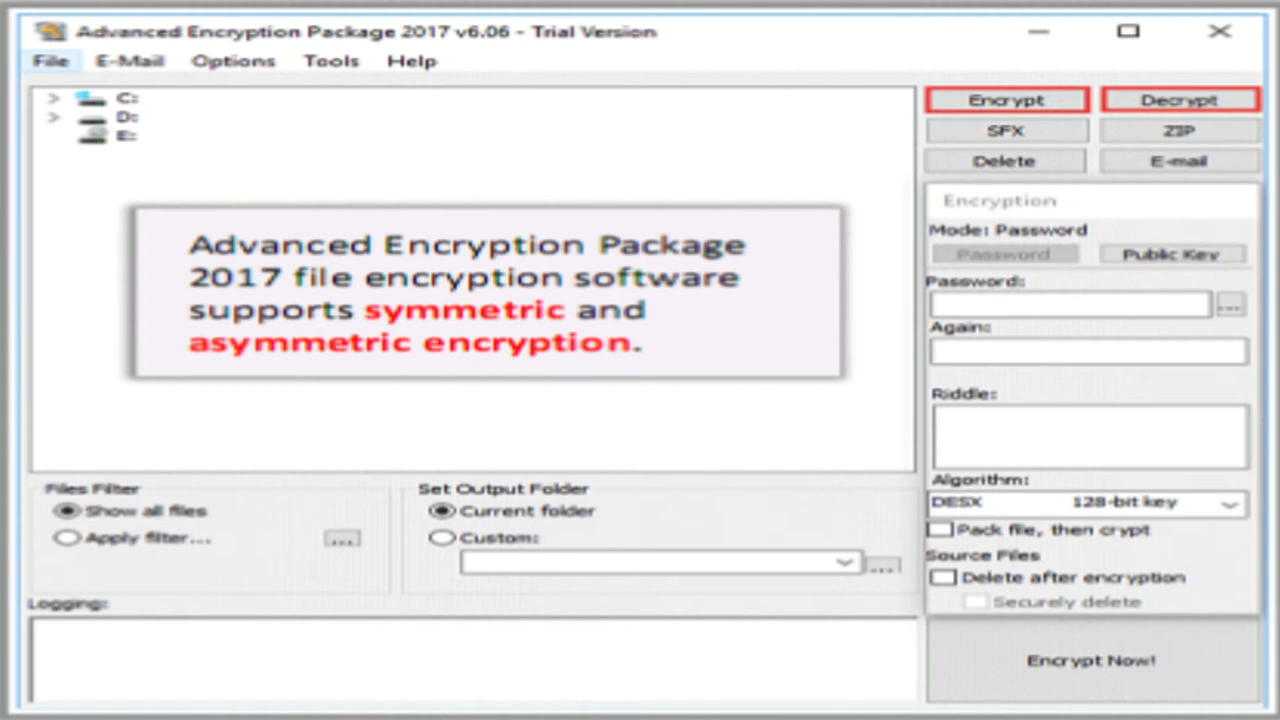 Advanced Encryption Package 2017 v6.06 - Trial Version
File E-Mail Options Tools Help
C:
D:
E:
Advanced Encryption Package
2017 file encryption software
supports symmetric and
asymmetric encryption.
Files Filter
Show all files
Apply filter...
...
Set Output Folder
Current folder
Custom:
...
Logging:
Encrypt Decrypt
SFX ZIP
Delete E-mail
Encryption
Mode: Password
Password Public Key
Password:
...
Again:
Riddle:
Algorithm:
DESX 128-bit key
Pack file, then crypt
Source Files
Delete after encryption
Securely delete
Encrypt Now!